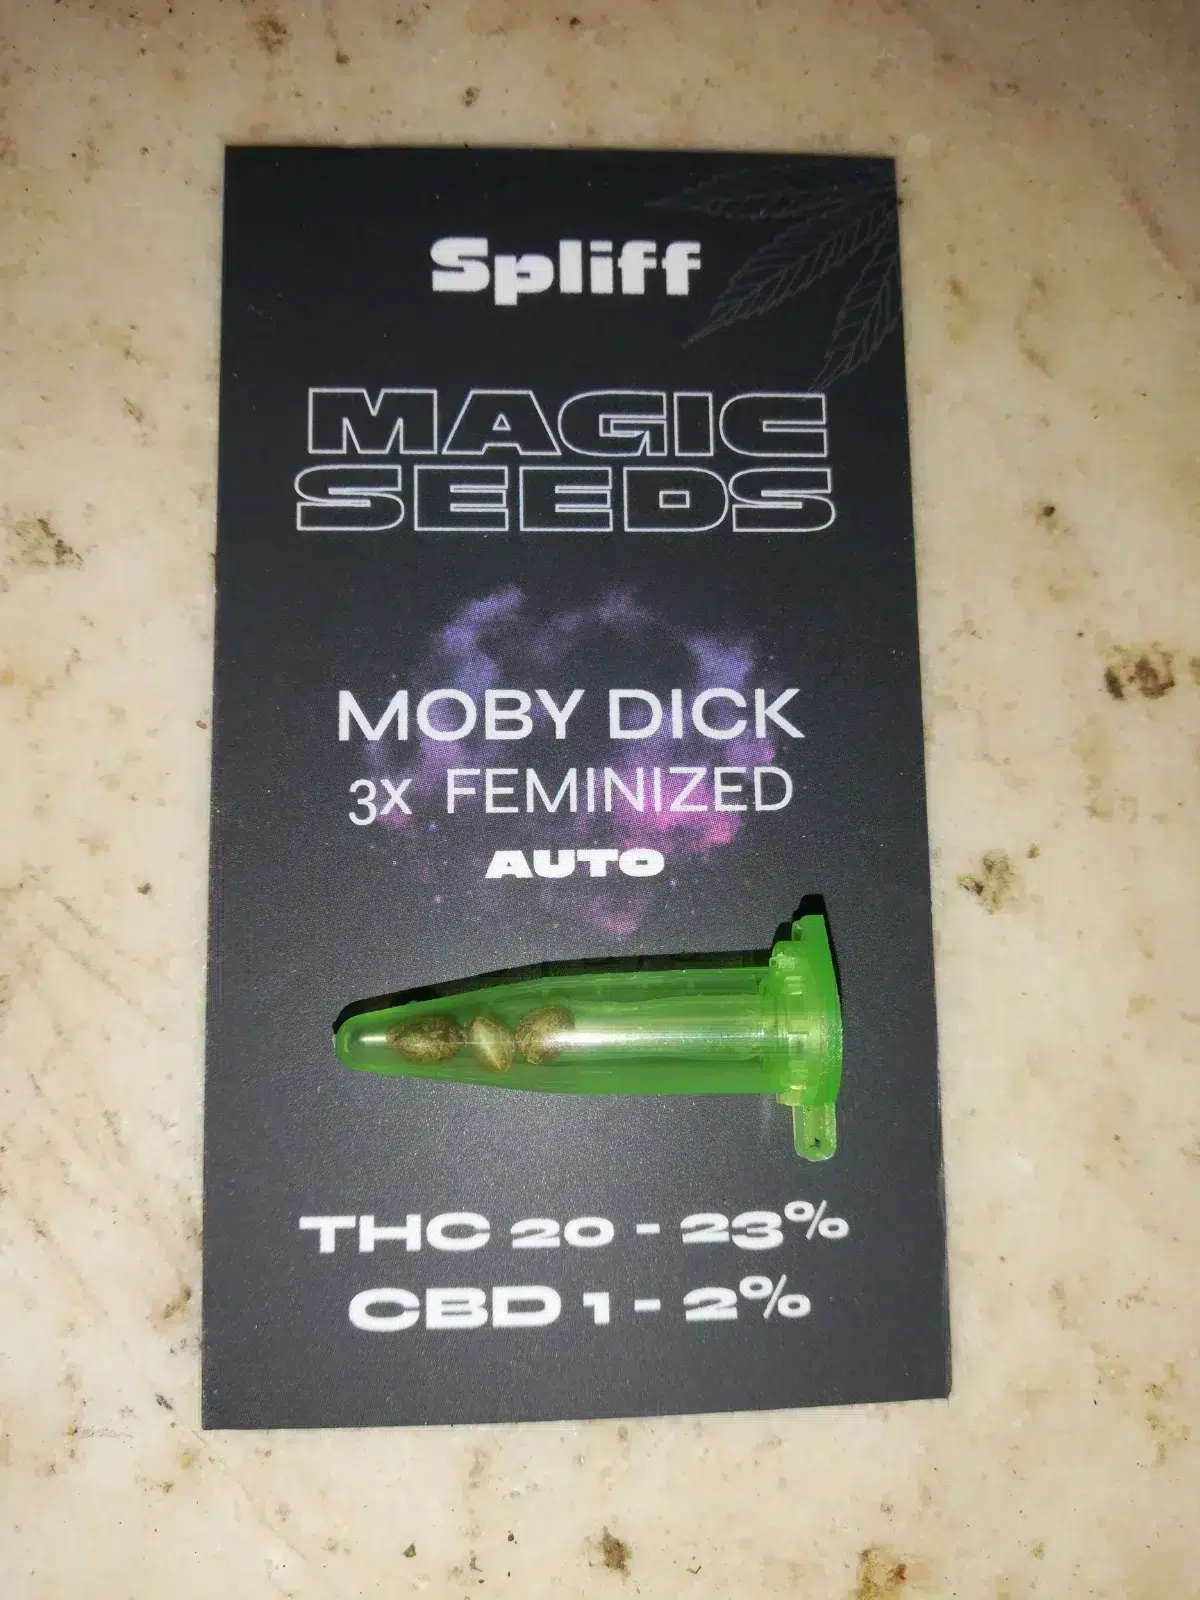 Spliff
MAGIC
SEEDS
MOBY DICK
3X FEMINIZED
AUTO
THC 20 - 23%
CBD 1 - 2%